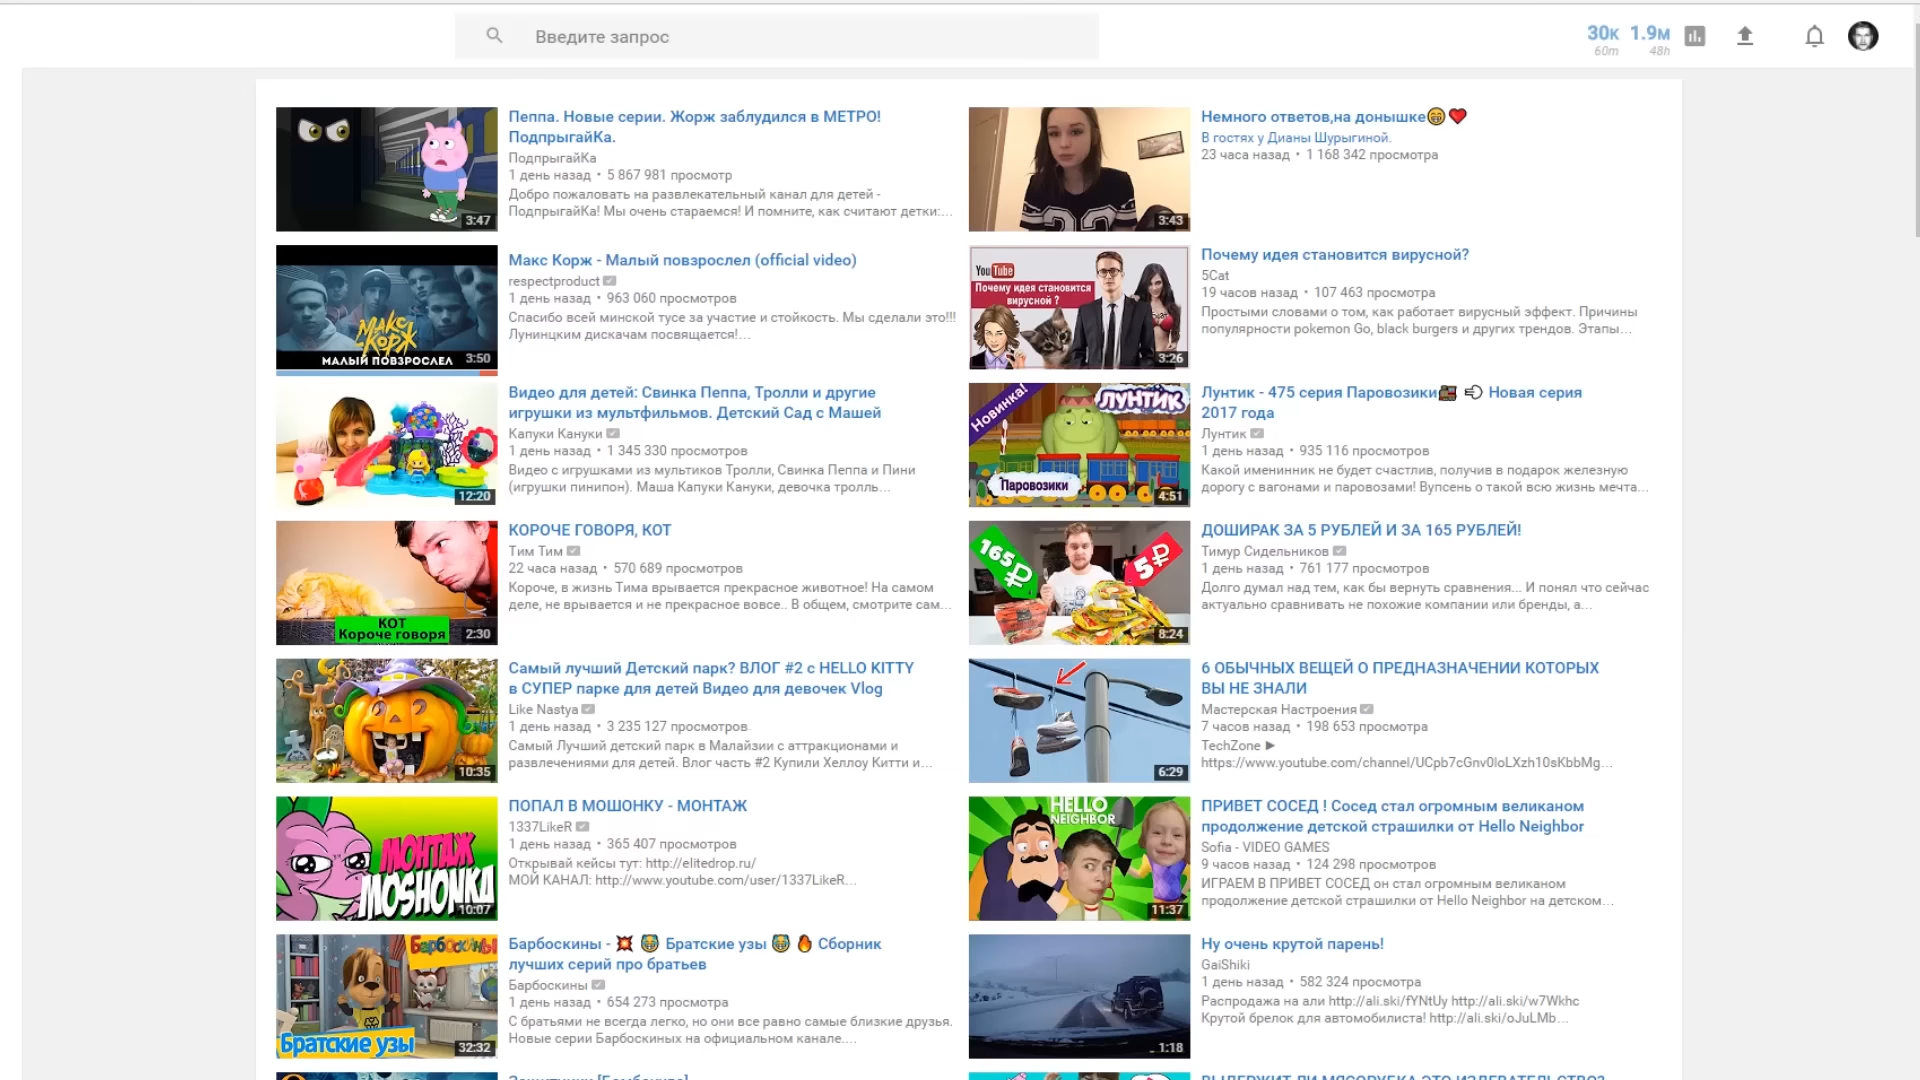 Введите запрос
30к 1.9м
60m 48h
Пеппа. Новые серии. Жорж заблудился в МЕТРО!
ПодпрыгайКа.
ПодпрыгайКа
1 день назад • 5 867 981 просмотр
Добро пожаловать на развлекательный канал для детей -
ПодпрыгайКа! Мы очень стараемся! И помните, как считают детки:...
3:47
Немного ответов,на донышке😁❤️
В гостях у Дианы Шурыгиной.
23 часа назад • 1 168 342 просмотра
3:43
МАКС
КОРЖ
МАЛЫЙ ПОВЗРОСЛЕЛ
3:50
Макс Корж - Малый повзрослел (official video)
respectproduct
1 день назад • 963 060 просмотров
Спасибо всей минской тусе за участие и стойкость. Мы сделали это!!!
Лунинцким дискачам посвящается!...
YouTube
Почему идея становится
вирусной ?
3:26
Почему идея становится вирусной?
5Cat
19 часов назад • 107 463 просмотра
Простыми словами о том, как работает вирусный эффект. Причины
популярности pokemon Go, black burgers и других трендов. Этапы...
12:20
Видео для детей: Свинка Пеппа, Тролли и другие
игрушки из мультфильмов. Детский Сад с Машей
Капуки Кануки
1 день назад • 1 345 330 просмотров
Видео с игрушками из мультиков Тролли, Свинка Пеппа и Пини
(игрушки пинипон). Маша Капуки Кануки, девочка тролль...
Новинка!
ЛУНТИК
Паровозики
4:51
Лунтик - 475 серия Паровозики🚂 💨 Новая серия
2017 года
Лунтик
1 день назад • 935 116 просмотров
Какой именинник не будет счастлив, получив в подарок железную
дорогу с вагонами и паровозами! Вупсень о такой всю жизнь мечта...
КОТ
Короче говоря
2:30
КОРОЧЕ ГОВОРЯ, КОТ
Тим Тим
22 часа назад • 570 689 просмотров
Короче, в жизнь Тима врывается прекрасное животное! На самом
деле, не врывается и не прекрасное вовсе.. В общем, смотрите сам...
165₽
5₽
8:24
ДОШИРАК ЗА 5 РУБЛЕЙ И ЗА 165 РУБЛЕЙ!
Тимур Сидельников
1 день назад • 761 177 просмотров
Долго думал над тем, как бы вернуть сравнения... И понял что сейчас
актуально сравнивать не похожие компании или бренды, а...
10:35
Самый лучший Детский парк? ВЛОГ #2 с HELLO KITTY
в СУПЕР парке для детей Видео для девочек Vlog
Like Nastya
1 день назад • 3 235 127 просмотров
Самый Лучший детский парк в Малайзии с аттракционами и
развлечениями для детей. Влог часть #2 Купили Хеллоу Китти и...
6:29
6 ОБЫЧНЫХ ВЕЩЕЙ О ПРЕДНАЗНАЧЕНИИ КОТОРЫХ
ВЫ НЕ ЗНАЛИ
Мастерская Настроения
7 часов назад • 198 653 просмотра
TechZone ►
https://www.youtube.com/channel/UCpb7cGnv0loLXzh10sKbbMg...
МОНТАЖ
MOSHONKA
10:07
ПОПАЛ В МОШОНКУ - МОНТАЖ
1337LikeR
1 день назад • 365 407 просмотров
Открывай кейсы тут: http://elitedrop.ru/
МОЙ КАНАЛ: http://www.youtube.com/user/1337LikeR...
HELLO
NEIGHBOR
11:37
ПРИВЕТ СОСЕД ! Сосед стал огромным великаном
продолжение детской страшилки от Hello Neighbor
Sofia - VIDEO GAMES
9 часов назад • 124 298 просмотров
ИГРАЕМ В ПРИВЕТ СОСЕД он стал огромным великаном
продолжение детской страшилки от Hello Neighbor на детском...
Барбоскины
Братские узы
32:32
Барбоскины - 💥 😹 Братские узы 😹 🔥 Сборник
лучших серий про братьев
Барбоскины
1 день назад • 654 273 просмотра
С братьями не всегда легко, но они все равно самые близкие друзья.
Новые серии Барбоскиных на официальном канале....
1:18
Ну очень крутой парень!
GaiShiki
1 день назад • 582 324 просмотра
Распродажа на али http://ali.ski/fYNtUy http://ali.ski/w7Wkhc
Крутой брелок для автомобилиста! http://ali.ski/oJuLMb...
ВЫДЕРЖИТ ЛИ МЯСОРУБКА ЭТО ИЗДЕВАТЕЛЬСТВО?